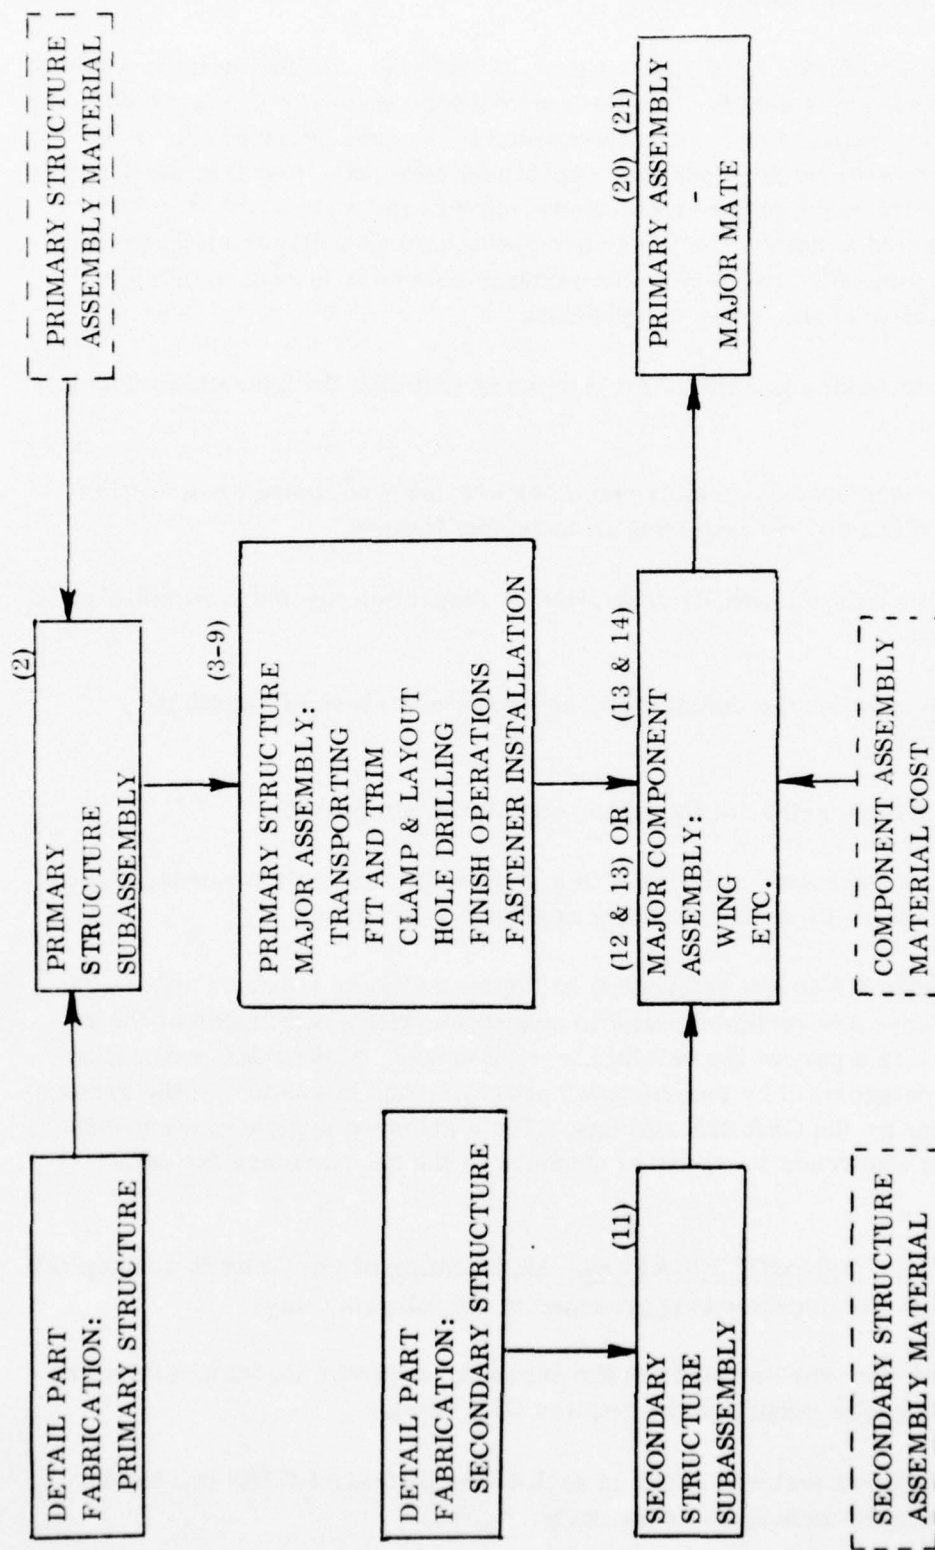 DETAIL PART
FABRICATION:
PRIMARY STRUCTURE
(2)
PRIMARY
STRUCTURE
SUBASSEMBLY
PRIMARY STRUCTURE
ASSEMBLY MATERIAL
(3-9)
PRIMARY STRUCTURE
MAJOR ASSEMBLY:
TRANSPORTING
FIT AND TRIM
CLAMP & LAYOUT
HOLE DRILLING
FINISH OPERATIONS
FASTENER INSTALLATION
DETAIL PART
FABRICATION:
SECONDARY STRUCTURE
(11)
SECONDARY
STRUCTURE
SUBASSEMBLY
(12 & 13) OR (13 & 14)
MAJOR COMPONENT
ASSEMBLY:
WING
ETC.
(20) (21)
PRIMARY ASSEMBLY
-
MAJOR MATE
SECONDARY STRUCTURE
ASSEMBLY MATERIAL
COMPONENT ASSEMBLY
MATERIAL COST